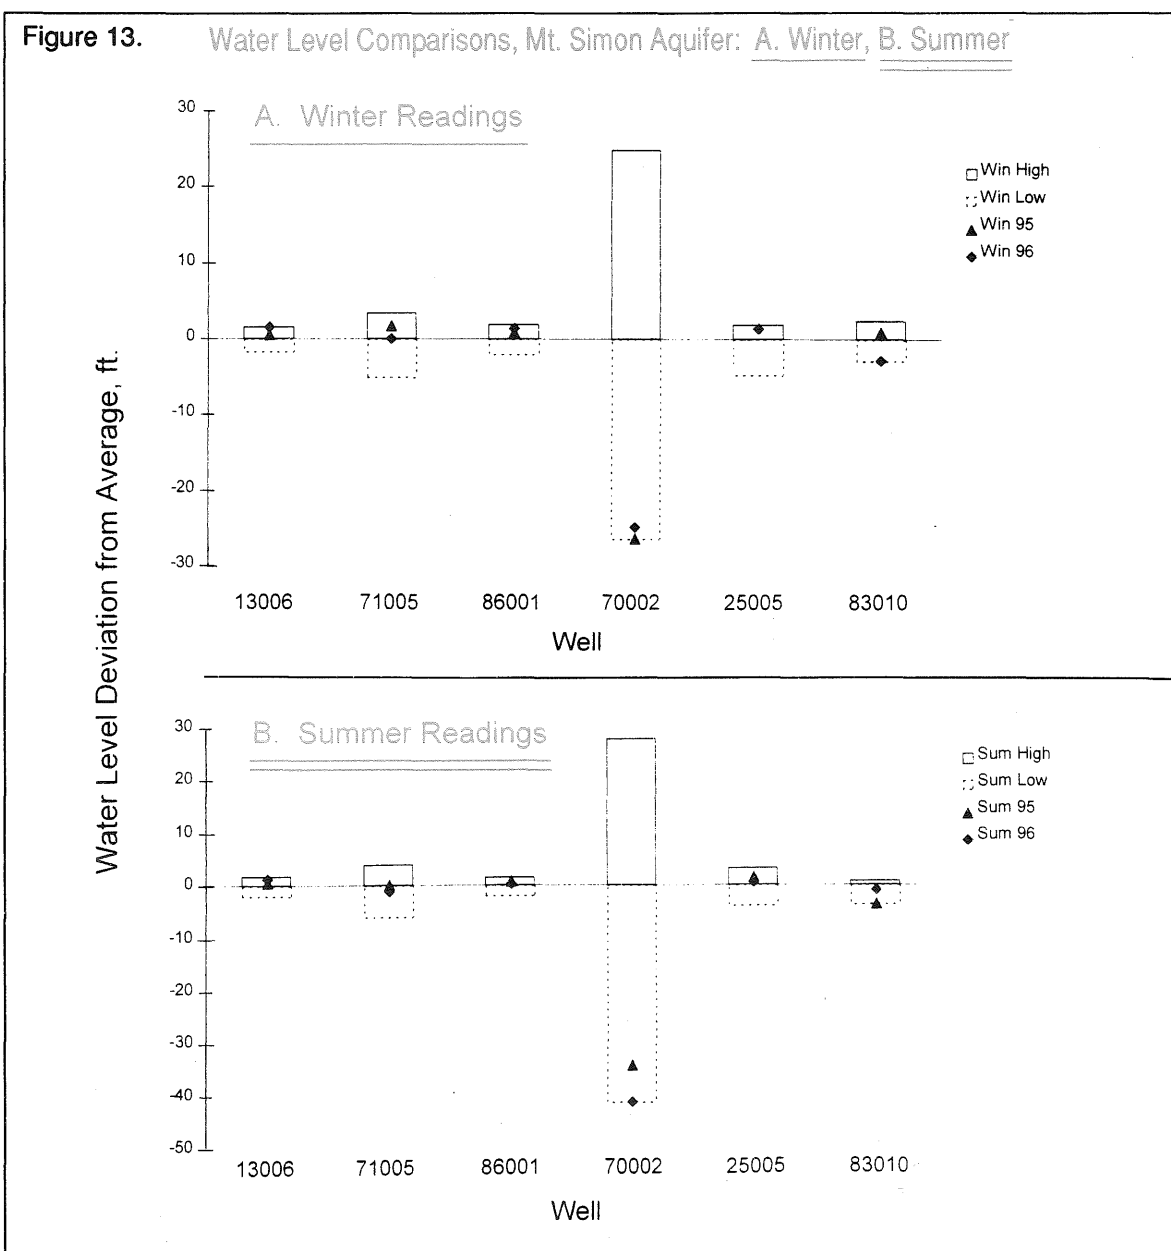 Figure 13. Water Level Comparisons, Mt. Simon Aquifer: A. Winter, B. Summer
A. Winter Readings
30
20
10
0
-10
-20
-30
Win High
Win Low
Win 95
Win 96
13006 71005 86001 70002 25005 83010
Well
Water Level Deviation from Average, ft.
B. Summer Readings
30
20
10
0
-10
-20
-30
-40
-50
Sum High
Sum Low
Sum 95
Sum 96
13006 71005 86001 70002 25005 83010
Well